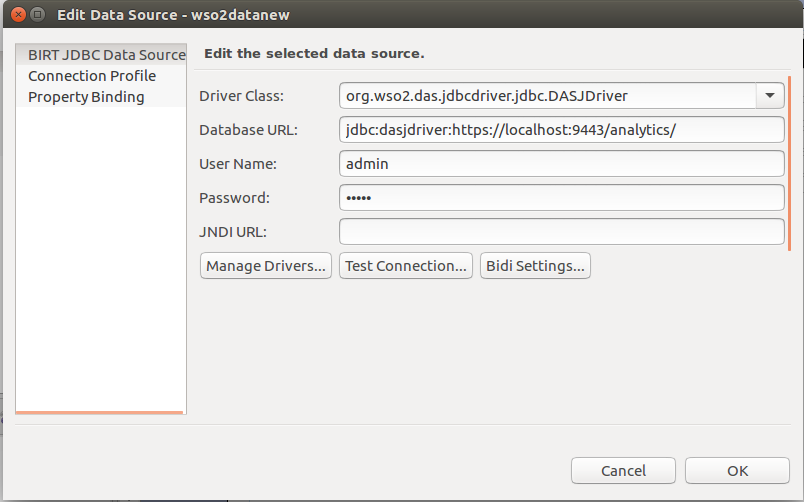 Edit Data Source - wso2datanew
BIRT JDBC Data Source
Connection Profile
Property Binding
Edit the selected data source.
Driver Class: org.wso2.das.jdbcdriver.jdbc.DASJDriver
Database URL: jdbc:dasjdriver:https://localhost:9443/analytics/
User Name: admin
Password: •••••
JNDI URL:
Manage Drivers... Test Connection... Bidi Settings...
Cancel OK